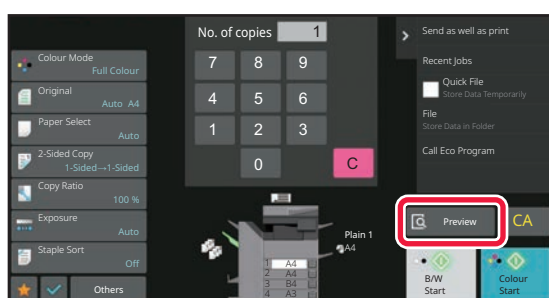 No. of copies 1
Colour Mode
Full Colour
Original
Auto A4
Paper Select
Auto
2-Sided Copy
1-Sided→1-Sided
Copy Ratio
100 %
Exposure
Auto
Staple Sort
Off
Others
7 8 9
4 5 6
1 2 3
0 C
Plain 1
A4
1 A4
2 A4
3 B4
4 A3
Send as well as print
Recent Jobs
Quick File
Store Data Temporarily
File
Store Data in Folder
Call Eco Program
Preview
CA
B/W
Start
Colour
Start